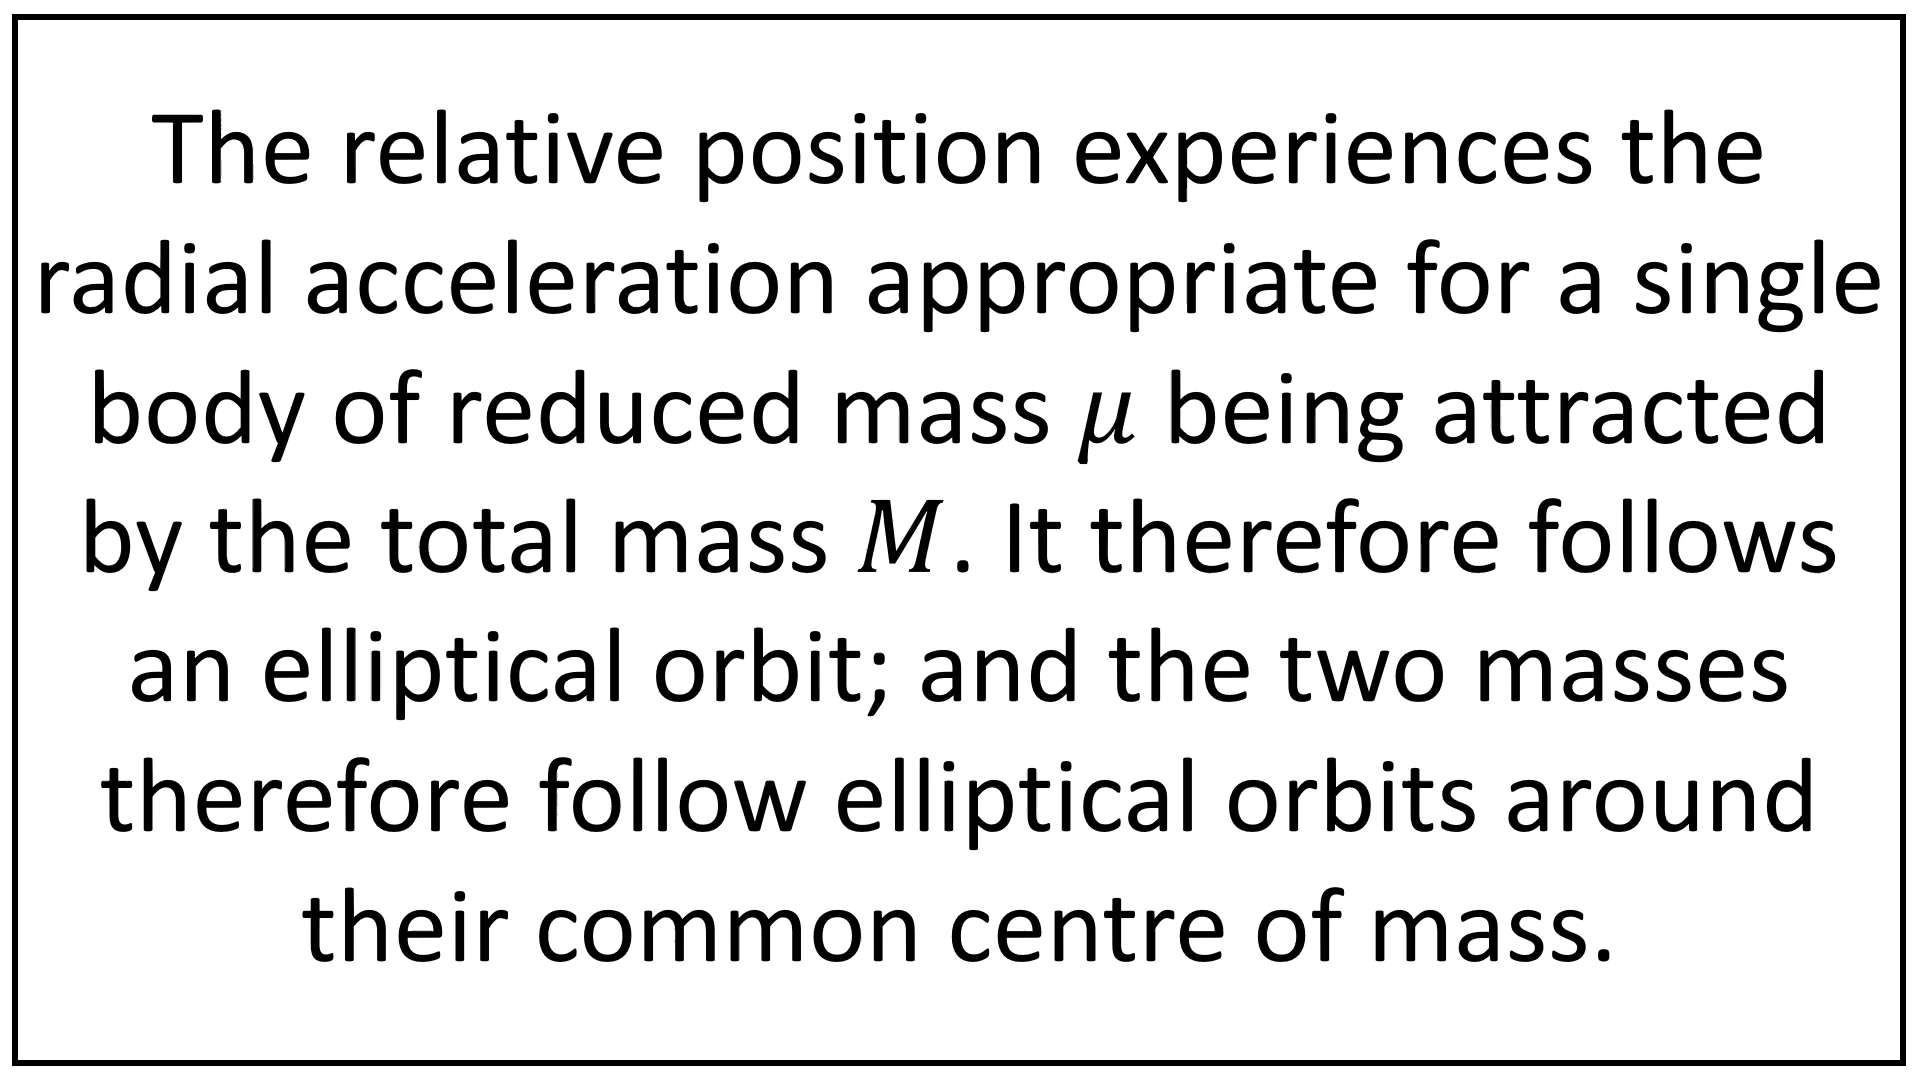 The relative position experiences the
radial acceleration appropriate for a single
body of reduced mass 𝜇 being attracted
by the total mass 𝑀. It therefore follows
an elliptical orbit; and the two masses
therefore follow elliptical orbits around
their common centre of mass.